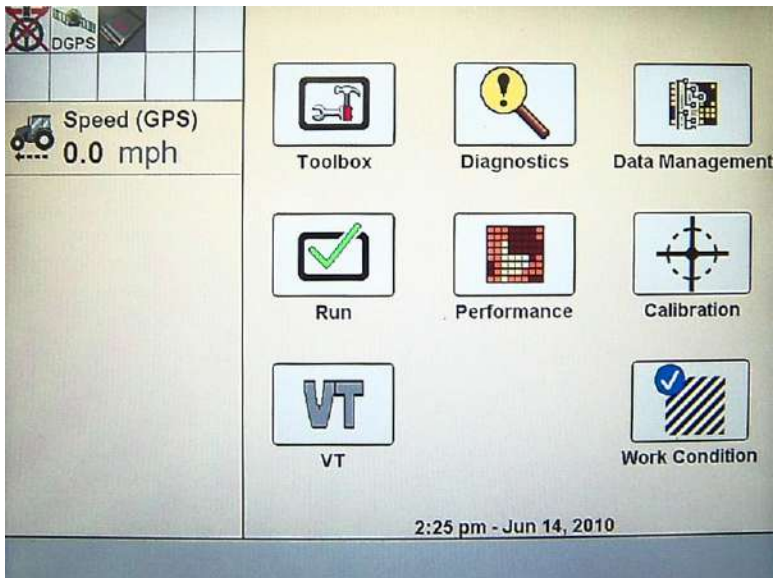 DGPS
Speed (GPS)
0.0 mph
Toolbox
Diagnostics
Data Management
Run
Performance
Calibration
VT
VT
Work Condition
2:25 pm - Jun 14, 2010